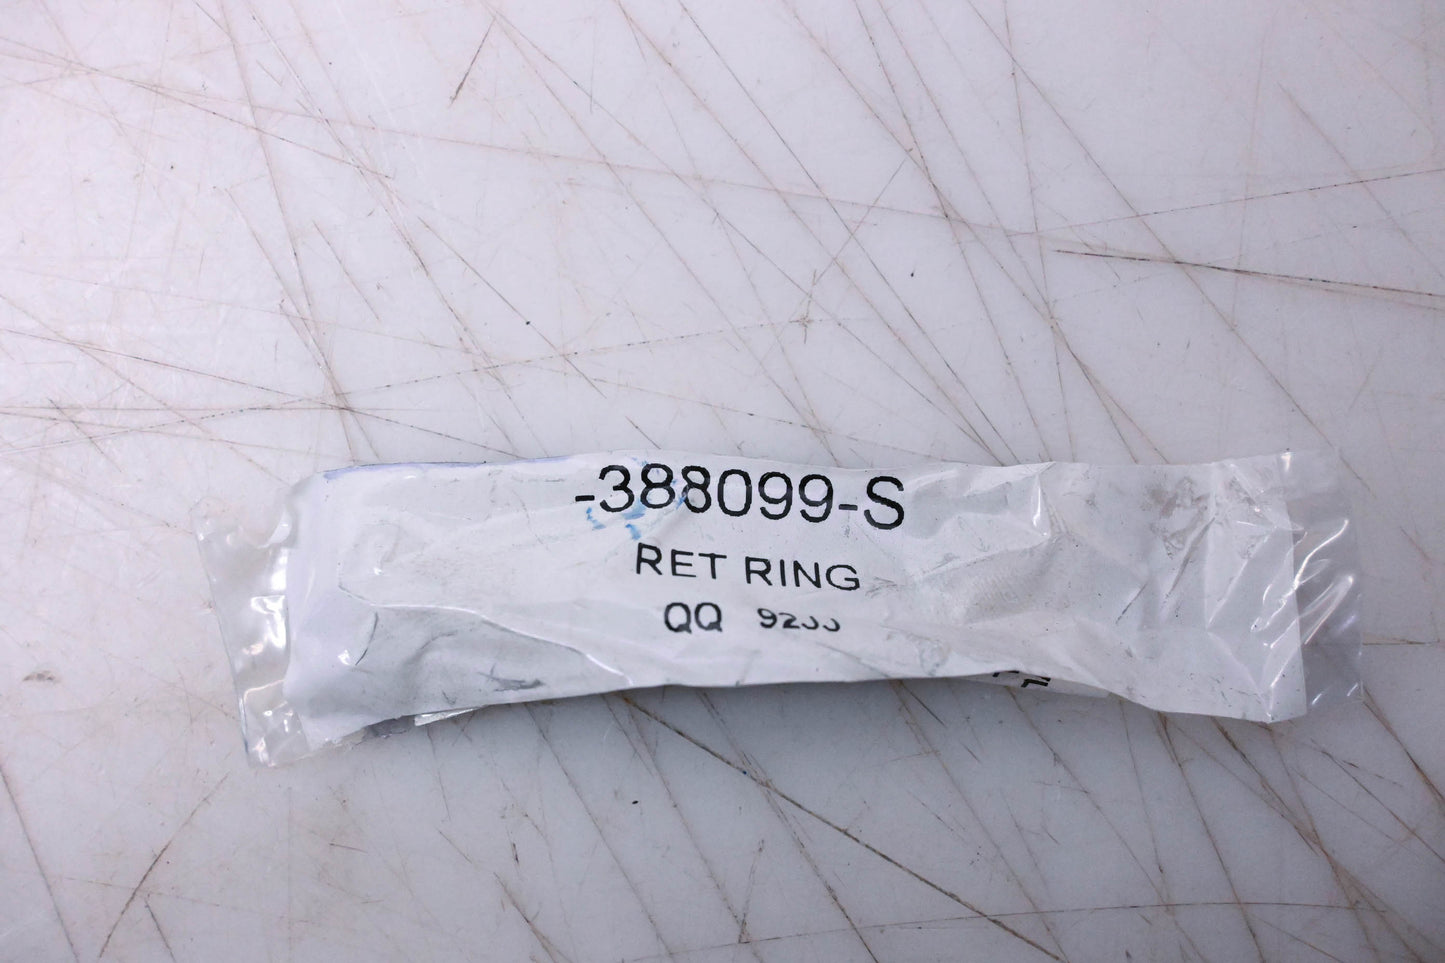 -388099-S
RET RING
QQ